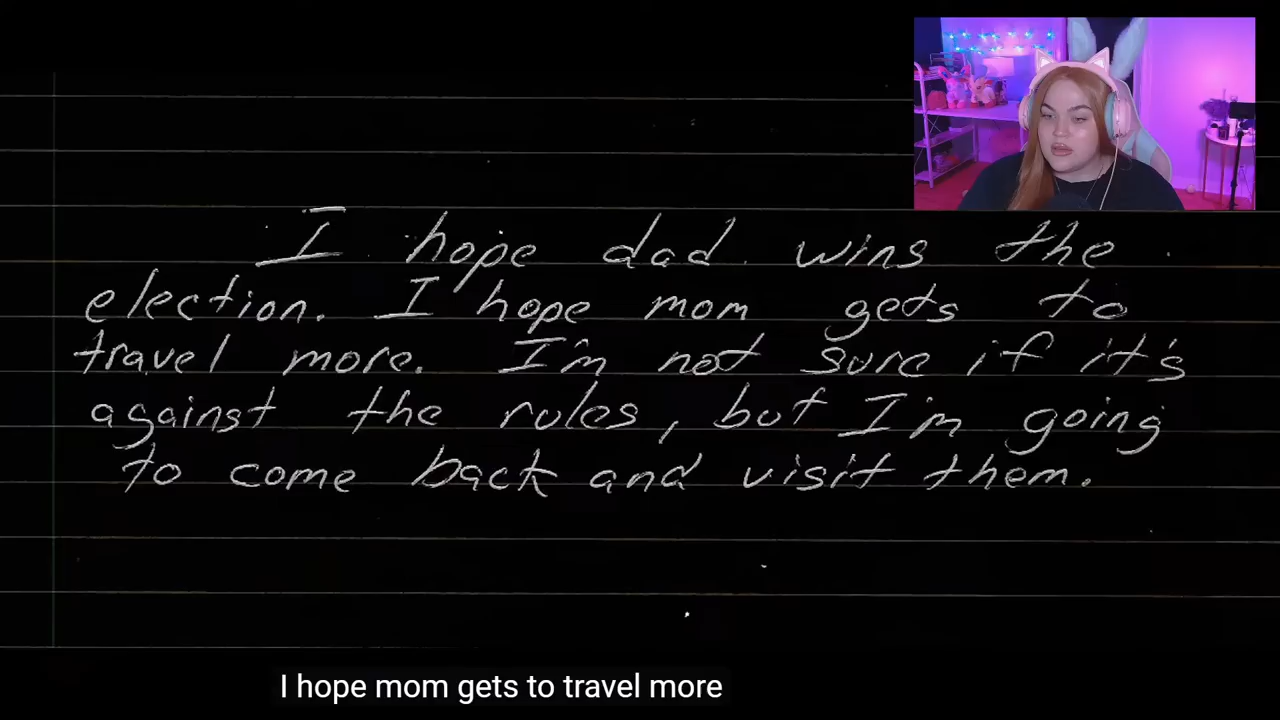 I hope dad wins the
election. I hope mom gets to
travel more. I'm not sure if it's
against the rules, but I'm going
to come back and visit them.
I hope mom gets to travel more